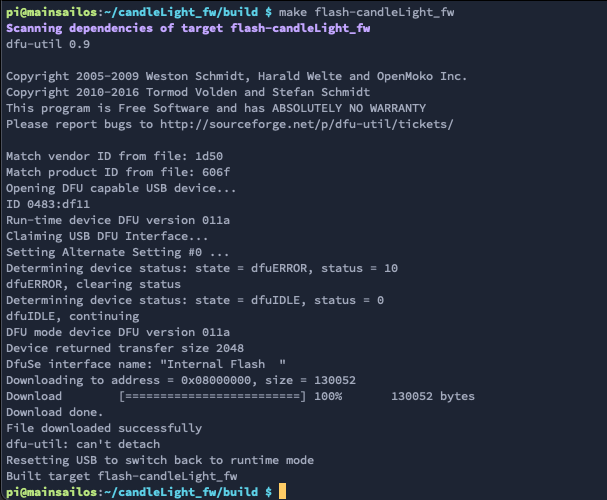 pi@mainsailos:~/candleLight_fw/build $ make flash-candleLight_fw
Scanning dependencies of target flash-candleLight_fw
dfu-util 0.9
Copyright 2005-2009 Weston Schmidt, Harald Welte and OpenMoko Inc.
Copyright 2010-2016 Tormod Volden and Stefan Schmidt
This program is Free Software and has ABSOLUTELY NO WARRANTY
Please report bugs to http://sourceforge.net/p/dfu-util/tickets/
Match vendor ID from file: 1d50
Match product ID from file: 606f
Opening DFU capable USB device...
ID 0483:df11
Run-time device DFU version 011a
Claiming USB DFU Interface...
Setting Alternate Setting #0 ...
Determining device status: state = dfuERROR, status = 10
dfuERROR, clearing status
Determining device status: state = dfuIDLE, status = 0
dfuIDLE, continuing
DFU mode device DFU version 011a
Device returned transfer size 2048
DfuSe interface name: "Internal Flash  "
Downloading to address = 0x08000000, size = 130052
Download        [=========================] 100%       130052 bytes
Download done.
File downloaded successfully
dfu-util: can't detach
Resetting USB to switch back to runtime mode
Built target flash-candleLight_fw
pi@mainsailos:~/candleLight_fw/build $